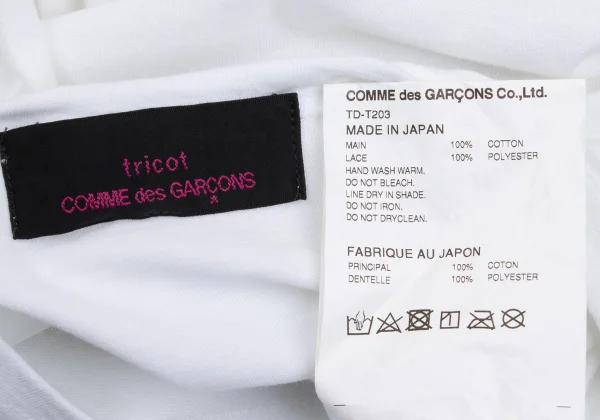 tricot
COMME des GARCONS
COMME des GARÇONS Co.,Ltd.
TD-T203
MADE IN JAPAN
MAIN 100% COTTON
LACE 100% POLYESTER
HAND WASH WARM.
DO NOT BLEACH.
LINE DRY IN SHADE.
DO NOT IRON.
DO NOT DRYCLEAN.
FABRIQUE AU JAPON
PRINCIPAL 100% COTON
DENTELLE 100% POLYESTER